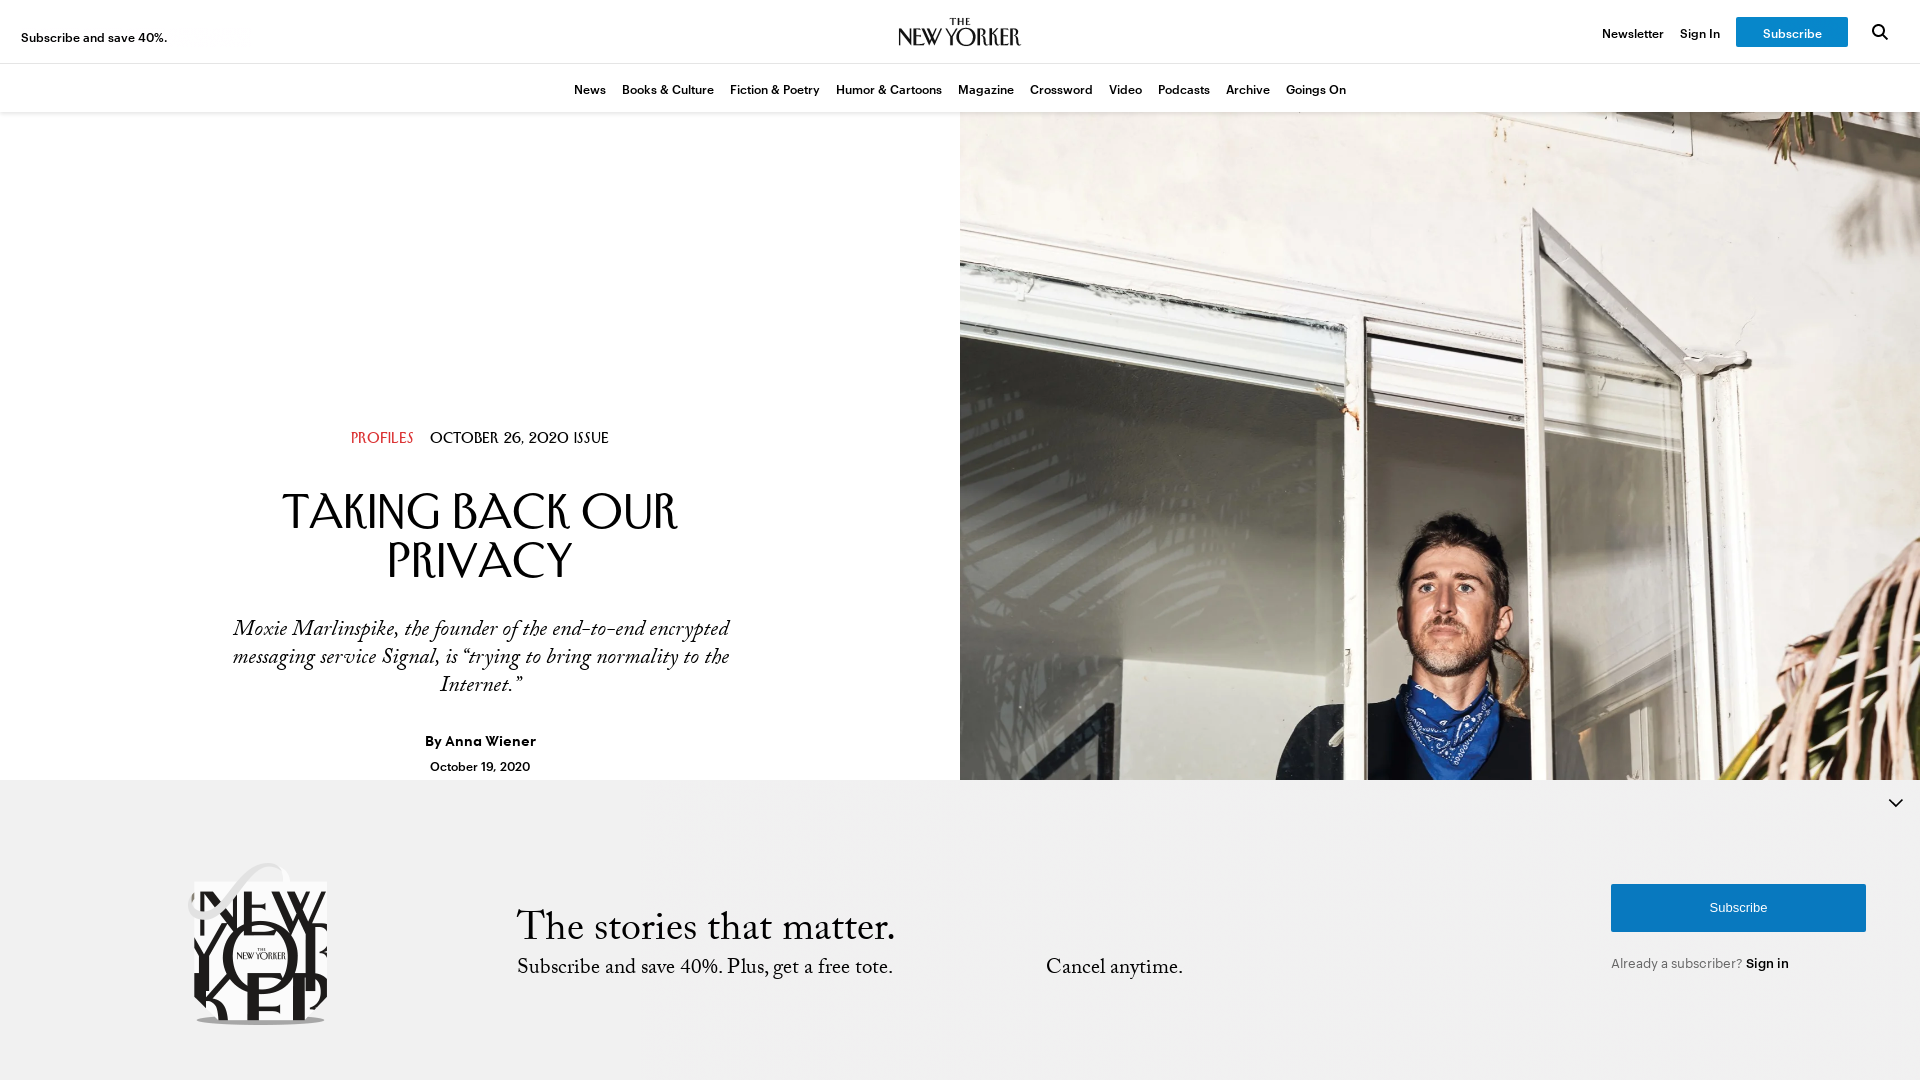 Subscribe and save 40%.
THE
NEW YORKER
Newsletter
Sign In
Subscribe
News
Books & Culture
Fiction & Poetry
Humor & Cartoons
Magazine
Crossword
Video
Podcasts
Archive
Goings On
PROFILES
OCTOBER 26, 2020 ISSUE
TAKING BACK OUR
PRIVACY
Moxie Marlinspike, the founder of the end-to-end encrypted
messaging service Signal, is “trying to bring normality to the
Internet.”
By Anna Wiener
October 19, 2020
NEW
YOR
KER
THE
NEW YORKER
The stories that matter.
Subscribe and save 40%. Plus, get a free tote.
Cancel anytime.
Subscribe
Already a subscriber? Sign in